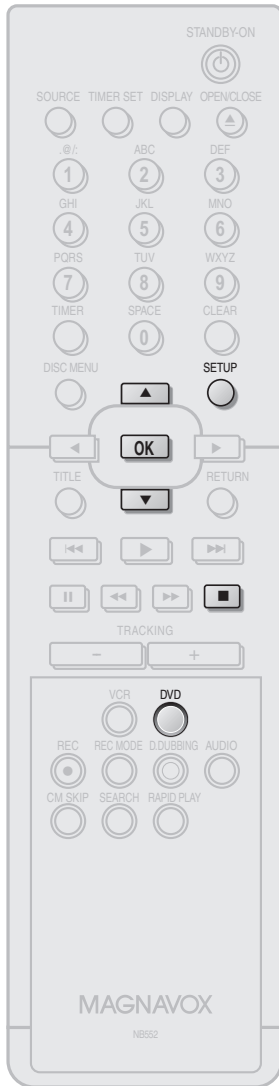 STANDBY-ON
SOURCE TIMER SET DISPLAY OPEN/CLOSE
.@/: ABC DEF
1 2 3
GHI JKL MNO
4 5 6
PQRS TUV WXYZ
7 8 9
TIMER SPACE CLEAR
0
DISC MENU SETUP
OK
TITLE RETURN
TRACKING
- +
VCR DVD
REC REC MODE D.DUBBING AUDIO
CM SKIP SEARCH RAPID PLAY
MAGNAVOX
NB552